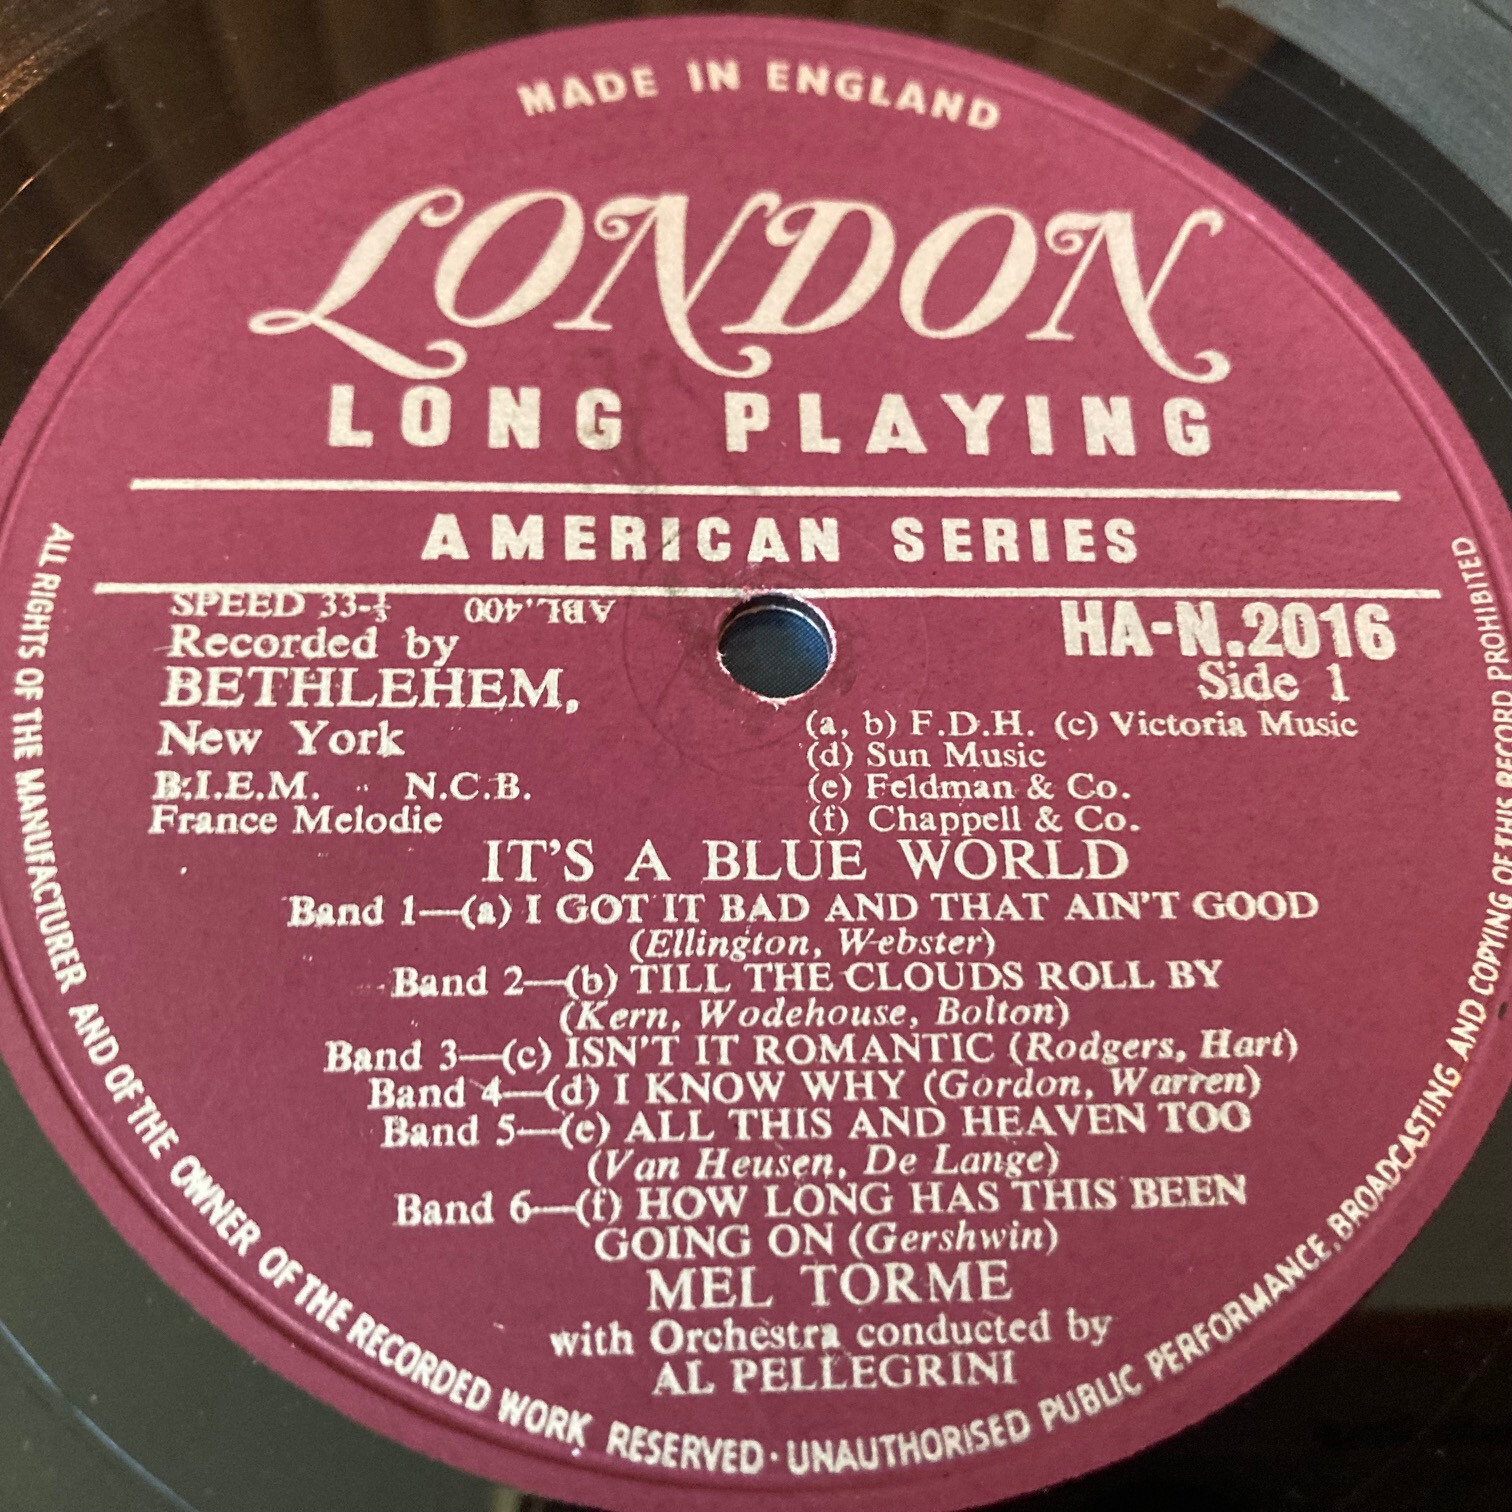 MADE IN ENGLAND
LONDON
LONG PLAYING
AMERICAN SERIES
SPEED 33-⅓
ABL.400
HA-N.2016
Recorded by
Side 1
BETHLEHEM,
(a, b) F.D.H. (c) Victoria Music
New York
(d) Sun Music
B.I.E.M. N.C.B.
(e) Feldman & Co.
France Melodie
(f) Chappell & Co.
IT'S A BLUE WORLD
Band 1—(a) I GOT IT BAD AND THAT AIN'T GOOD
(Ellington, Webster)
Band 2—(b) TILL THE CLOUDS ROLL BY
(Kern, Wodehouse, Bolton)
Band 3—(c) ISN'T IT ROMANTIC (Rodgers, Hart)
Band 4—(d) I KNOW WHY (Gordon, Warren)
Band 5—(e) ALL THIS AND HEAVEN TOO
(Van Heusen, De Lange)
Band 6—(f) HOW LONG HAS THIS BEEN
GOING ON (Gershwin)
MEL TORME
with Orchestra conducted by
AL PELLEGRINI
ALL RIGHTS OF THE MANUFACTURER AND OF THE OWNER OF THE RECORDED WORK RESERVED · UNAUTHORISED PUBLIC PERFORMANCE, BROADCASTING AND COPYING OF THIS RECORD PROHIBITED